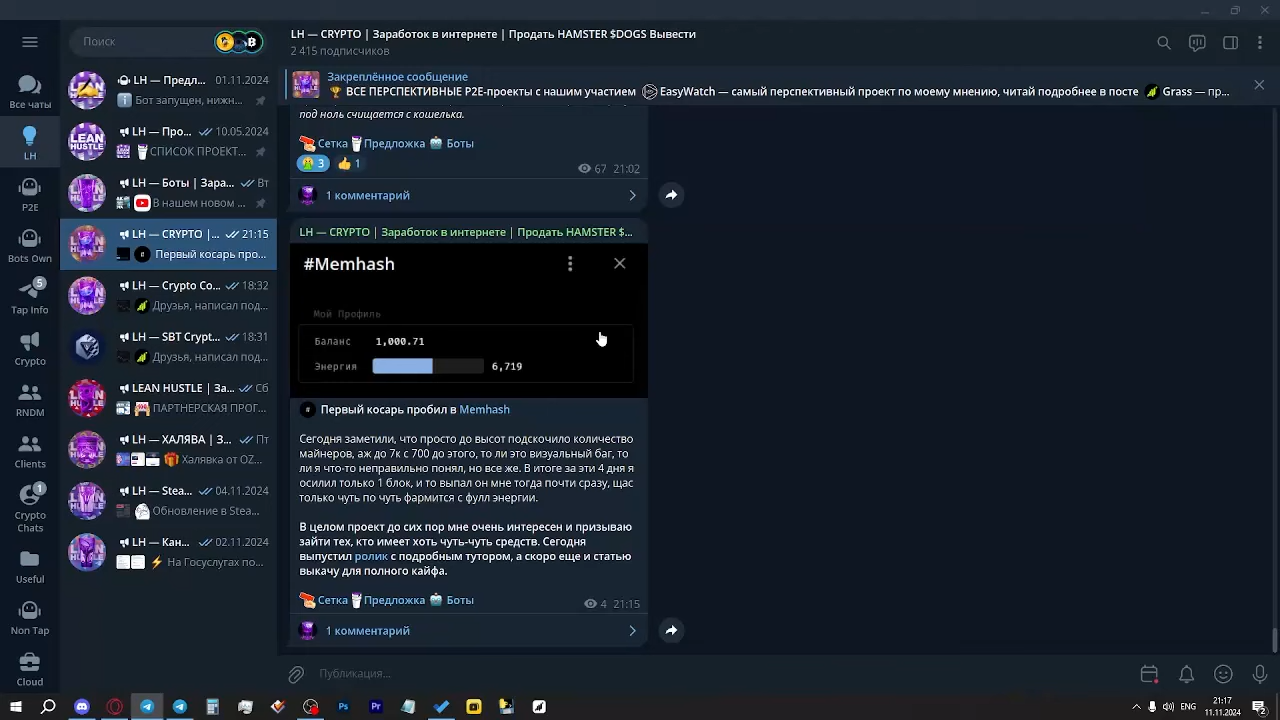 Поиск
Все чаты
LH
P2E
Bots Own
5
Tap Info
Crypto
RNDM
Clients
1
Crypto
Chats
Useful
Non Tap
Cloud
LH — Предл... 01.11.2024
Бот запущен, нижн...
LH — Про... 10.05.2024
СПИСОК ПРОЕКТ...
LH — Боты | Зара... Вт
В нашем новом ...
LH — CRYPTO |... 21:15
Первый косарь про...
LH — Crypto Co... 18:32
Друзья, написал под...
LH — SBT Crypt... 18:31
Друзья, написал под...
LEAN HUSTLE | За... Сб
ПАРТНЕРСКАЯ ПРОГ...
LH — ХАЛЯВА | З... Пт
Халявка от OZ...
LH — Stea... 04.11.2024
Обновление в Stea...
LH — Кан... 02.11.2024
На Госуслугах по...
LH — CRYPTO | Заработок в интернете | Продать HAMSTER $DOGS Вывести
2 415 подписчиков
Закреплённое сообщение
ВСЕ ПЕРСПЕКТИВНЫЕ P2E-проекты с нашим участием EasyWatch — самый перспективный проект по моему мнению, читай подробнее в посте Grass — пр...
под ноль счищается с кошелька.
Сетка Предложка Боты
3 1 67 21:02
1 комментарий
LH — CRYPTO | Заработок в интернете | Продать HAMSTER $...
#Memhash
Мой Профиль
Баланс 1,000.71
Энергия 6,719
# Первый косарь пробил в Memhash
Сегодня заметили, что просто до высот подскочило количество
майнеров, аж до 7к с 700 до этого, то ли это визуальный баг, то
ли я что-то неправильно понял, но все же. В итоге за эти 4 дня я
осилил только 1 блок, и то выпал он мне тогда почти сразу, щас
только чуть по чуть фармится с фулл энергии.
В целом проект до сих пор мне очень интересен и призываю
зайти тех, кто имеет хоть чуть-чуть средств. Сегодня
выпустил ролик с подробным тутором, а скоро еще и статью
выкачу для полного кайфа.
Сетка Предложка Боты 4 21:15
1 комментарий
Публикация...
Ps
Pr
ENG
21:17
11.11.2024
2